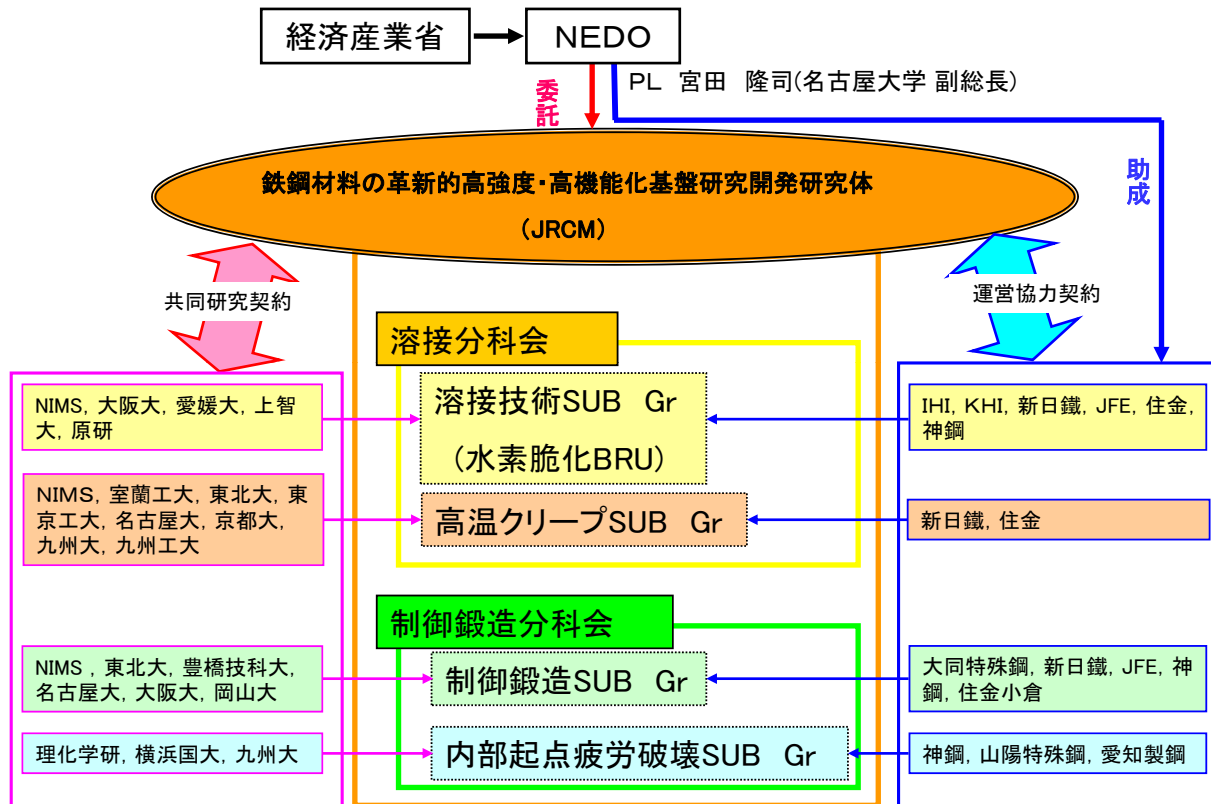 経済産業省
NEDO
PL 宮田 隆司(名古屋大学 副総長)
委託
助成
鉄鋼材料の革新的高強度・高機能化基盤研究開発研究体
(JRCM)
共同研究契約
運営協力契約
溶接分科会
NIMS, 大阪大, 愛媛大, 上智
大, 原研
溶接技術SUB Gr
(水素脆化BRU)
IHI, KHI, 新日鐵, JFE, 住金,
神鋼
NIMS, 室蘭工大, 東北大, 東
京工大, 名古屋大, 京都大,
九州大, 九州工大
高温クリープSUB Gr
新日鐵, 住金
制御鍛造分科会
NIMS , 東北大, 豊橋技科大,
名古屋大, 大阪大, 岡山大
制御鍛造SUB Gr
大同特殊鋼, 新日鐵, JFE, 神
鋼, 住金小倉
理化学研, 横浜国大, 九州大
内部起点疲労破壊SUB Gr
神鋼, 山陽特殊鋼, 愛知製鋼